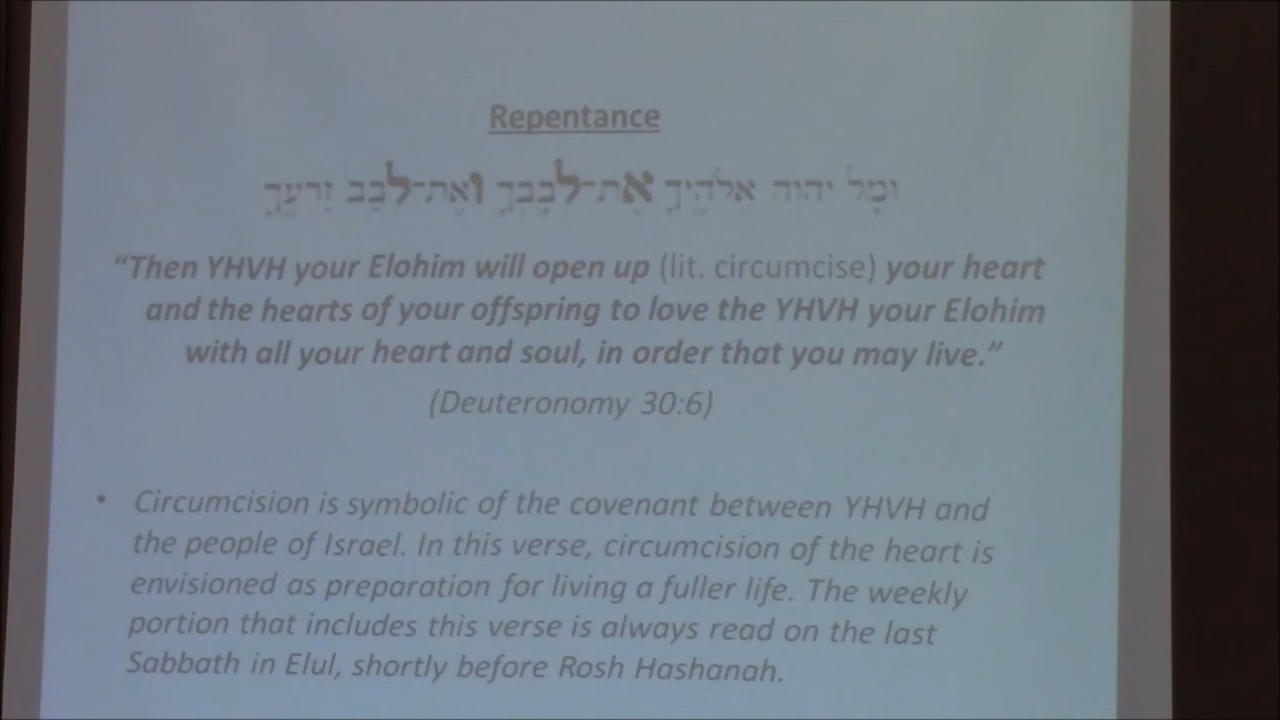 Repentance
וּמָל יהוה אֱלֹהֶיךָ אֶת־לְבָבְךָ וְאֶת־לְבַב זַרְעֶךָ
“Then YHVH your Elohim will open up (lit. circumcise) your heart
and the hearts of your offspring to love the YHVH your Elohim
with all your heart and soul, in order that you may live.”
(Deuteronomy 30:6)
• Circumcision is symbolic of the covenant between YHVH and
the people of Israel. In this verse, circumcision of the heart is
envisioned as preparation for living a fuller life. The weekly
portion that includes this verse is always read on the last
Sabbath in Elul, shortly before Rosh Hashanah.